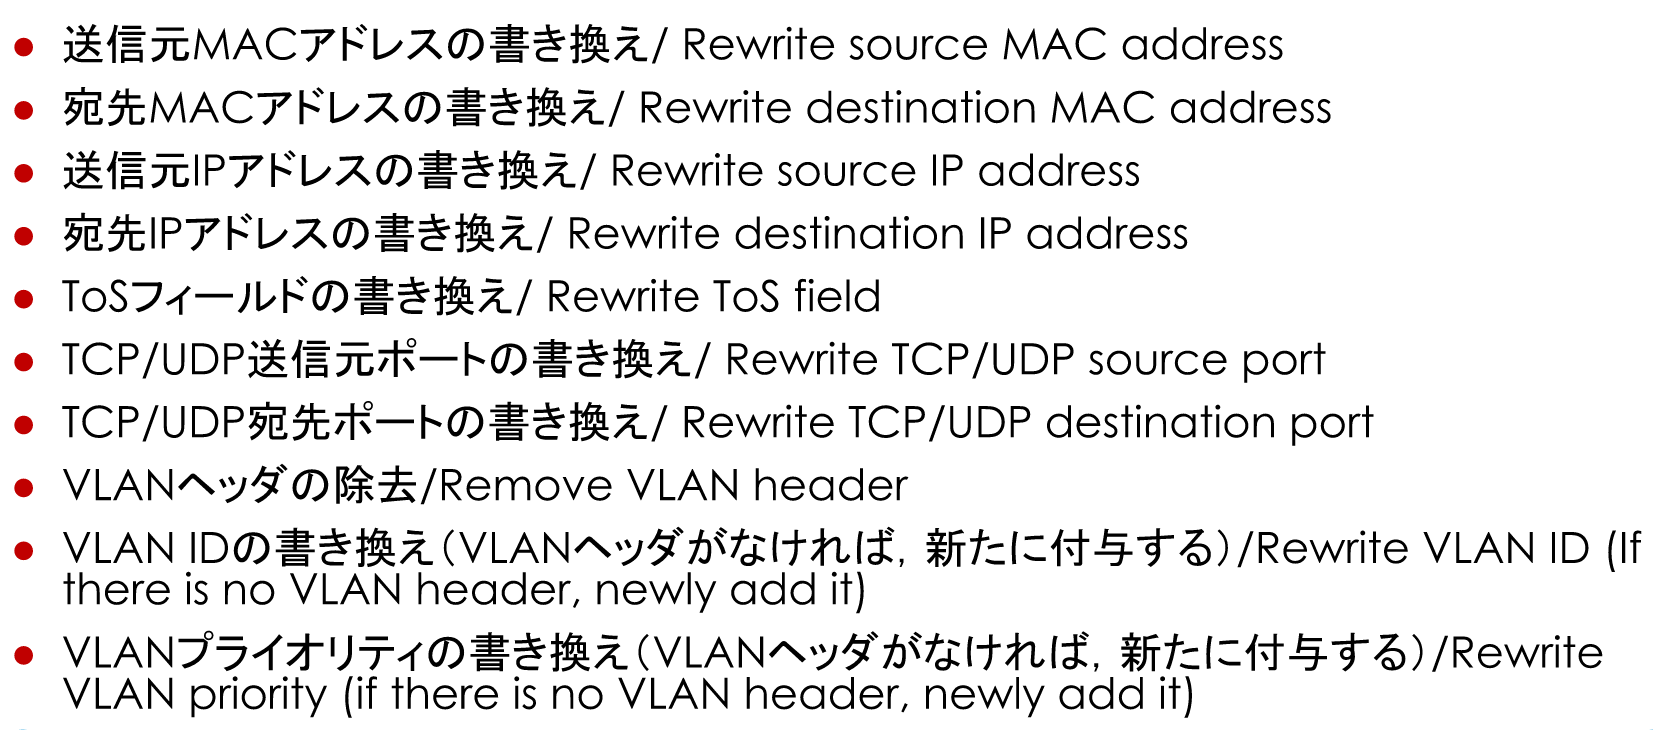 ● 送信元MACアドレスの書き換え/ Rewrite source MAC address
● 宛先MACアドレスの書き換え/ Rewrite destination MAC address
● 送信元IPアドレスの書き換え/ Rewrite source IP address
● 宛先IPアドレスの書き換え/ Rewrite destination IP address
● ToSフィールドの書き換え/ Rewrite ToS field
● TCP/UDP送信元ポートの書き換え/ Rewrite TCP/UDP source port
● TCP/UDP宛先ポートの書き換え/ Rewrite TCP/UDP destination port
● VLANヘッダの除去/Remove VLAN header
● VLAN IDの書き換え（VLANヘッダがなければ，新たに付与する）/Rewrite VLAN ID (If
there is no VLAN header, newly add it)
● VLANプライオリティの書き換え（VLANヘッダがなければ，新たに付与する）/Rewrite
VLAN priority (if there is no VLAN header, newly add it)